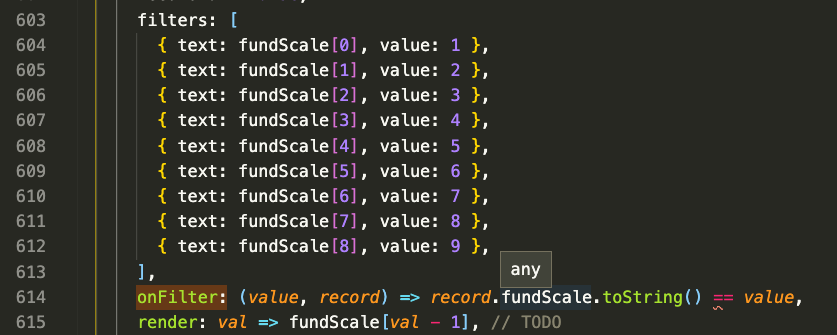 603 filters: [
604 { text: fundScale[0], value: 1 },
605 { text: fundScale[1], value: 2 },
606 { text: fundScale[2], value: 3 },
607 { text: fundScale[3], value: 4 },
608 { text: fundScale[4], value: 5 },
609 { text: fundScale[5], value: 6 },
610 { text: fundScale[6], value: 7 },
611 { text: fundScale[7], value: 8 },
612 { text: fundScale[8], value: 9 },
613 ],
any
614 onFilter: (value, record) => record.fundScale.toString() == value,
615 render: val => fundScale[val - 1], // TODO